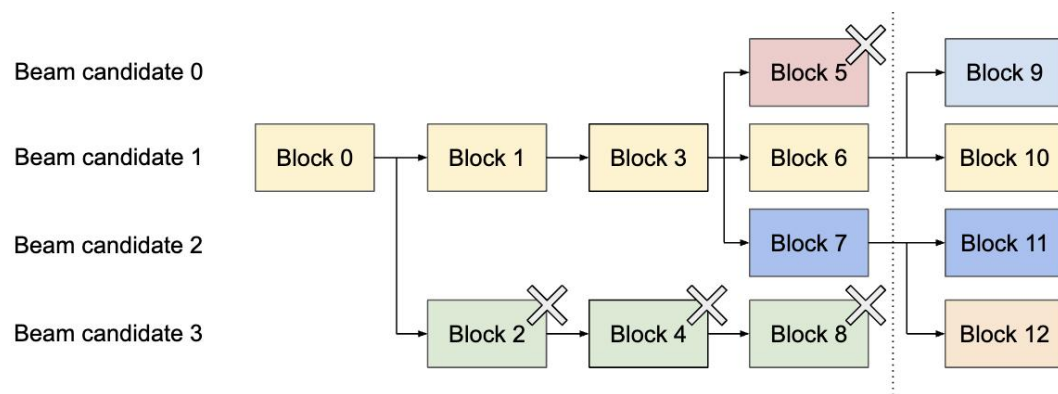 Beam candidate 0
Block 5
Block 9
Beam candidate 1
Block 0
Block 1
Block 3
Block 6
Block 10
Beam candidate 2
Block 7
Block 11
Beam candidate 3
Block 2
Block 4
Block 8
Block 12